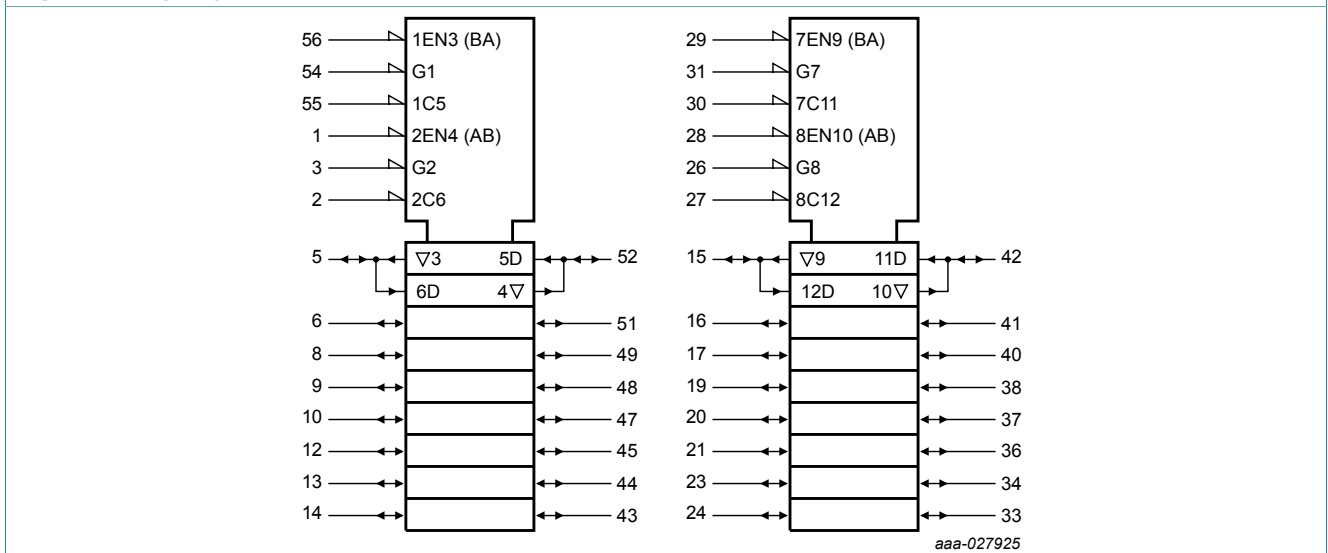 56 1EN3 (BA)
54 G1
55 1C5
1 2EN4 (AB)
3 G2
2 2C6
5 ▽3 5D 52
6D 4▽
6 51
8 49
9 48
10 47
12 45
13 44
14 43
29 7EN9 (BA)
31 G7
30 7C11
28 8EN10 (AB)
26 G8
27 8C12
15 ▽9 11D 42
12D 10▽
16 41
17 40
19 38
20 37
21 36
23 34
24 33
aaa-027925